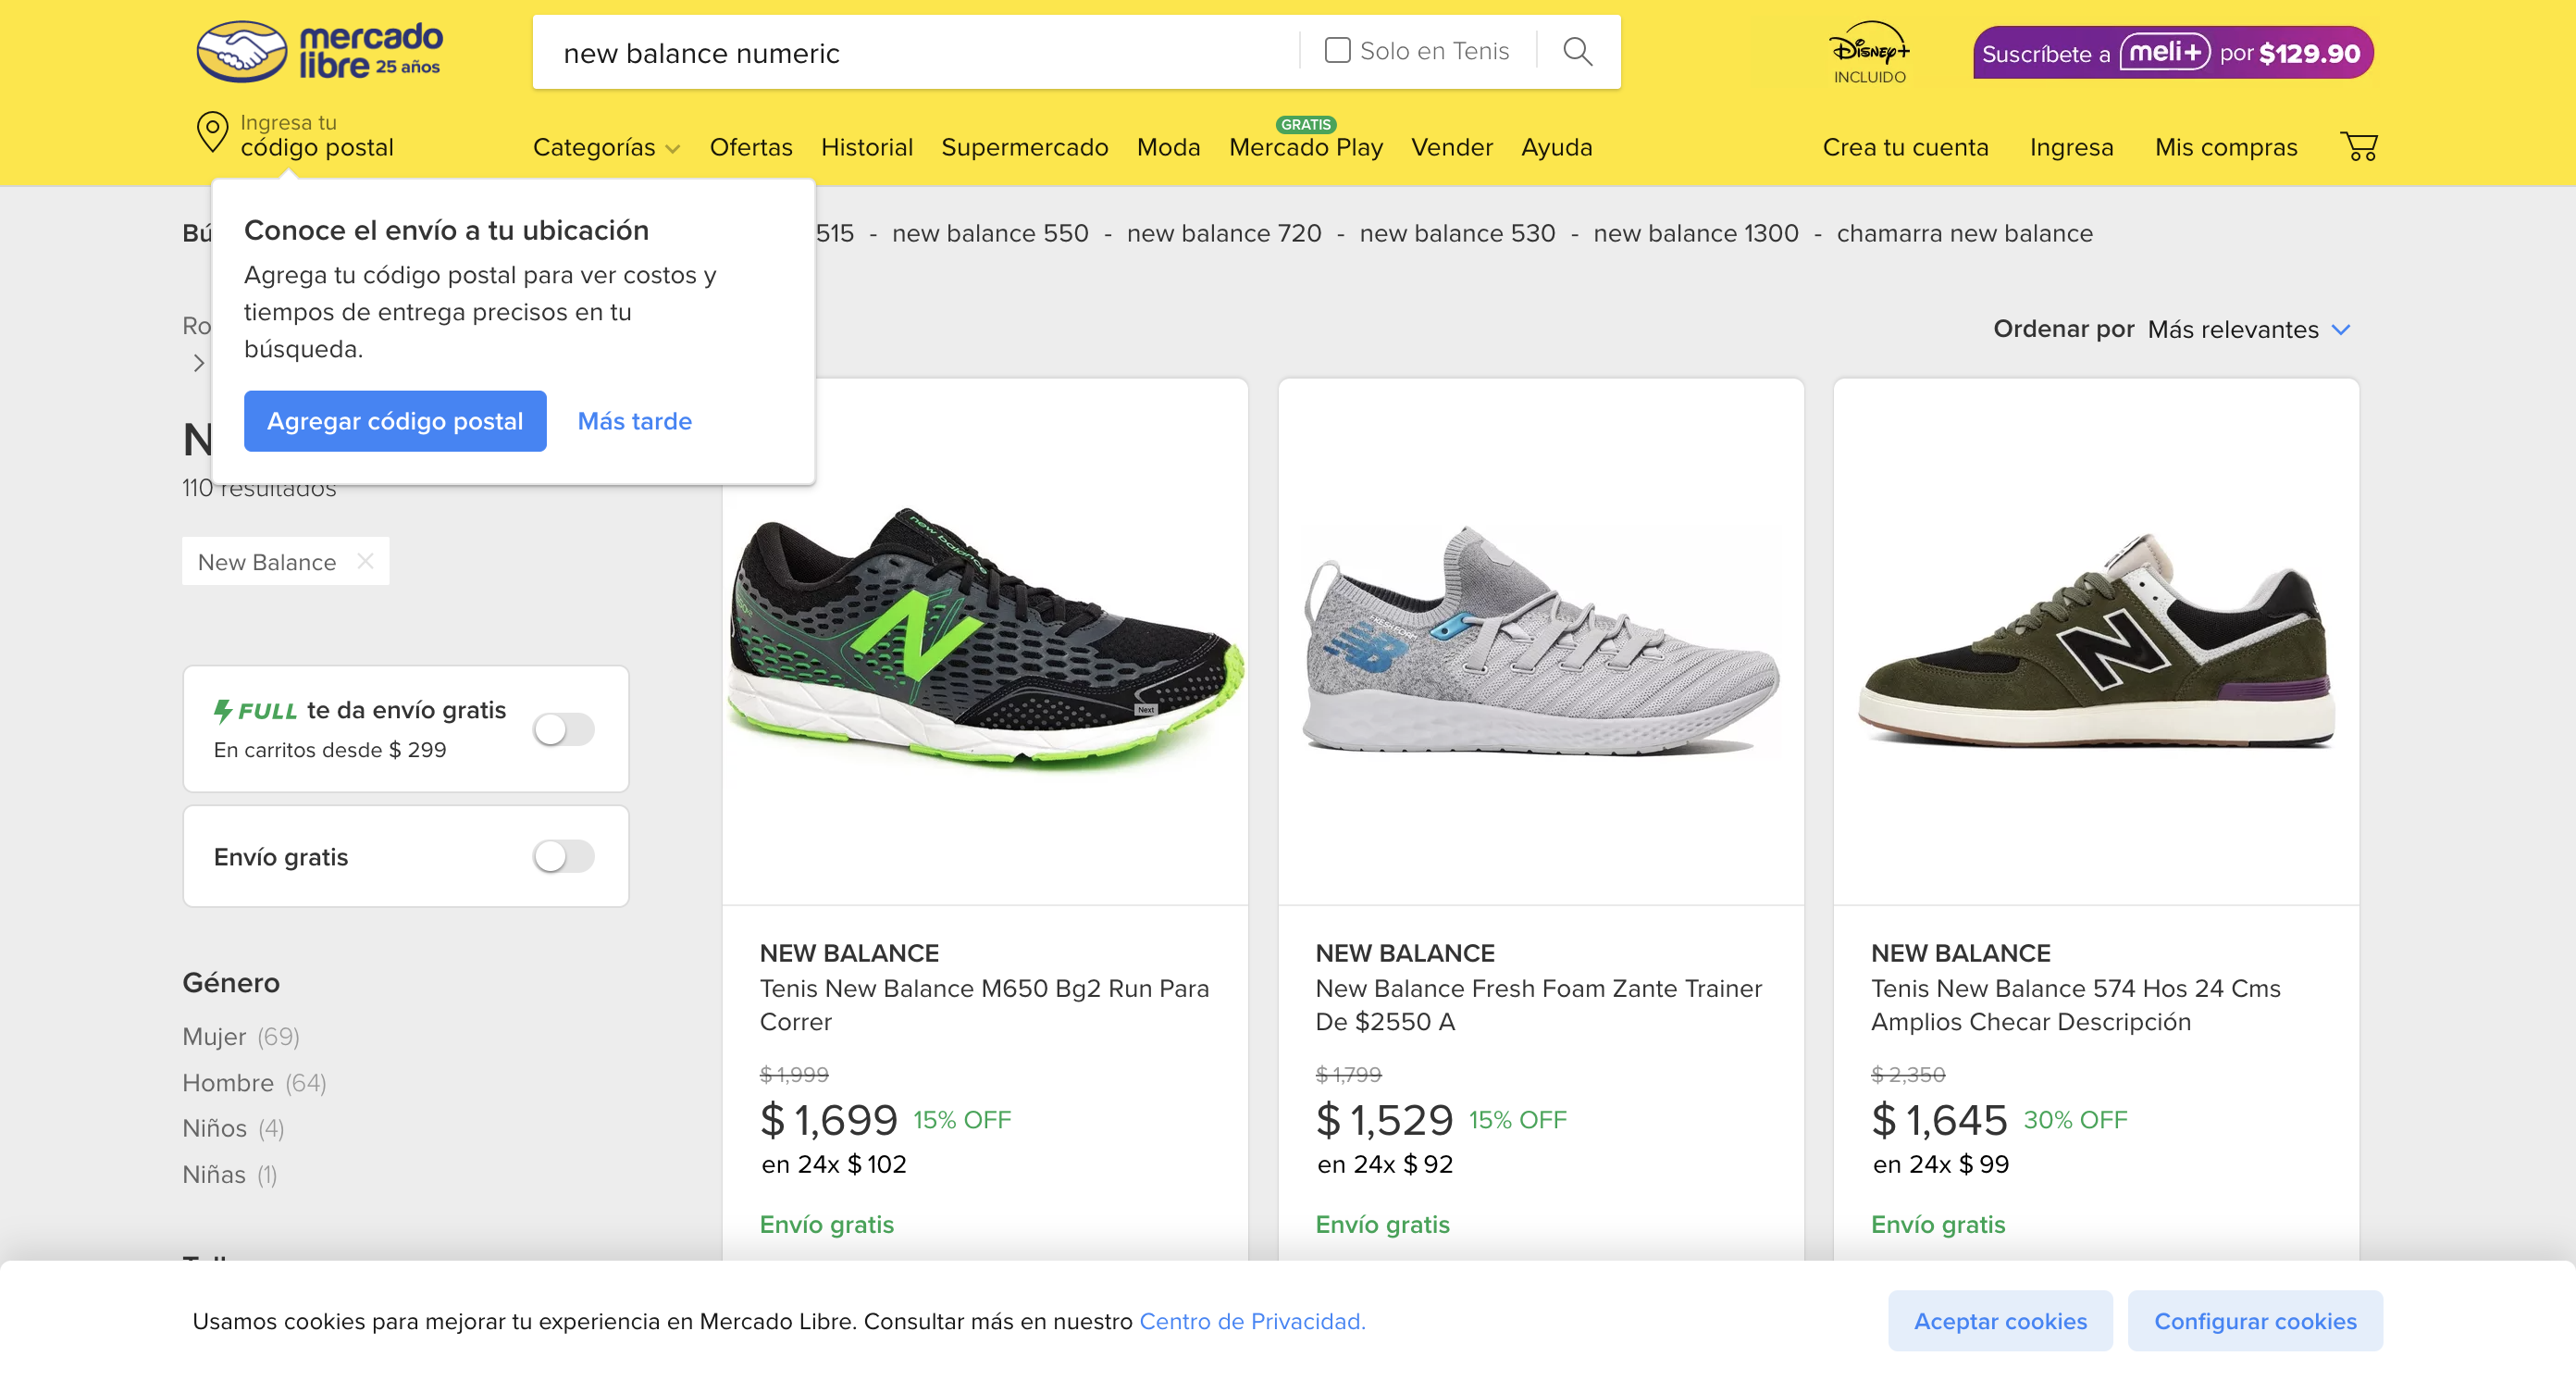 mercado
libre 25 años
new balance numeric
Solo en Tenis
Disney+
INCLUIDO
Suscríbete a meli+ por $129.90
Ingresa tu
código postal
Categorías
Ofertas
Historial
Supermercado
Moda
GRATIS
Mercado Play
Vender
Ayuda
Crea tu cuenta
Ingresa
Mis compras
515 - new balance 550 - new balance 720 - new balance 530 - new balance 1300 - chamarra new balance
Conoce el envío a tu ubicación
Agrega tu código postal para ver costos y
tiempos de entrega precisos en tu
búsqueda.
Agregar código postal
Más tarde
Ordenar por Más relevantes
110 resultados
New Balance
FULL te da envío gratis
En carritos desde $ 299
Envío gratis
Género
Mujer (69)
Hombre (64)
Niños (4)
Niñas (1)
new balance
N
Next
FRESH FOAM
NB
N
NEW BALANCE
Tenis New Balance M650 Bg2 Run Para
Correr
$ 1,999
$ 1,699 15% OFF
en 24x $ 102
Envío gratis
NEW BALANCE
New Balance Fresh Foam Zante Trainer
De $2550 A
$ 1,799
$ 1,529 15% OFF
en 24x $ 92
Envío gratis
NEW BALANCE
Tenis New Balance 574 Hos 24 Cms
Amplios Checar Descripción
$ 2,350
$ 1,645 30% OFF
en 24x $ 99
Envío gratis
Usamos cookies para mejorar tu experiencia en Mercado Libre. Consultar más en nuestro Centro de Privacidad.
Aceptar cookies
Configurar cookies